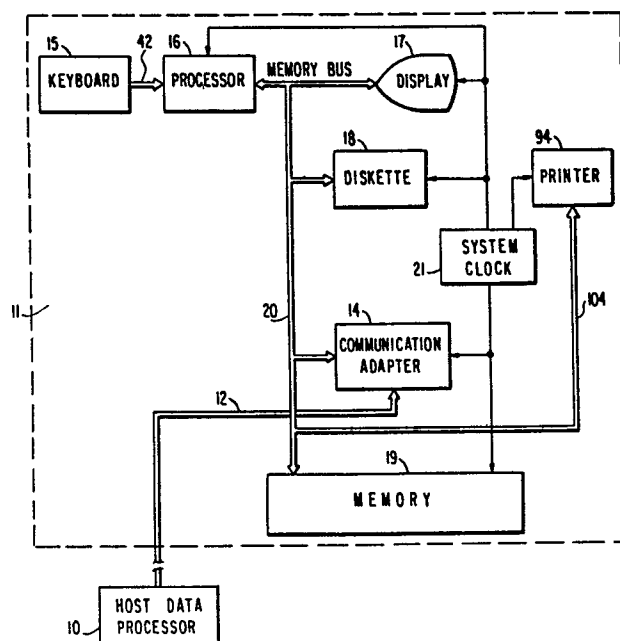 15
42
16
17
KEYBOARD
PROCESSOR
MEMORY BUS
DISPLAY
18
DISKETTE
94
PRINTER
SYSTEM
CLOCK
21
11
20
14
COMMUNICATION
ADAPTER
104
12
19
MEMORY
HOST DATA
PROCESSOR
10